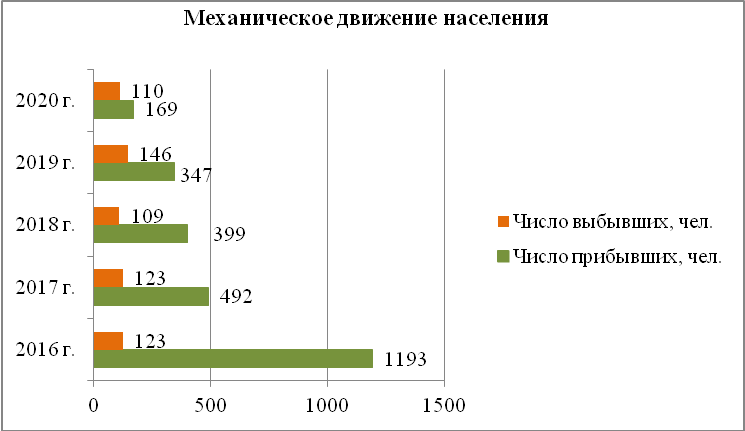 Механическое движение населения
2020 г.
110
169
2019 г.
146
347
2018 г.
109
399
2017 г.
123
492
2016 г.
123
1193
0 500 1000 1500
Число выбывших, чел.
Число прибывших, чел.